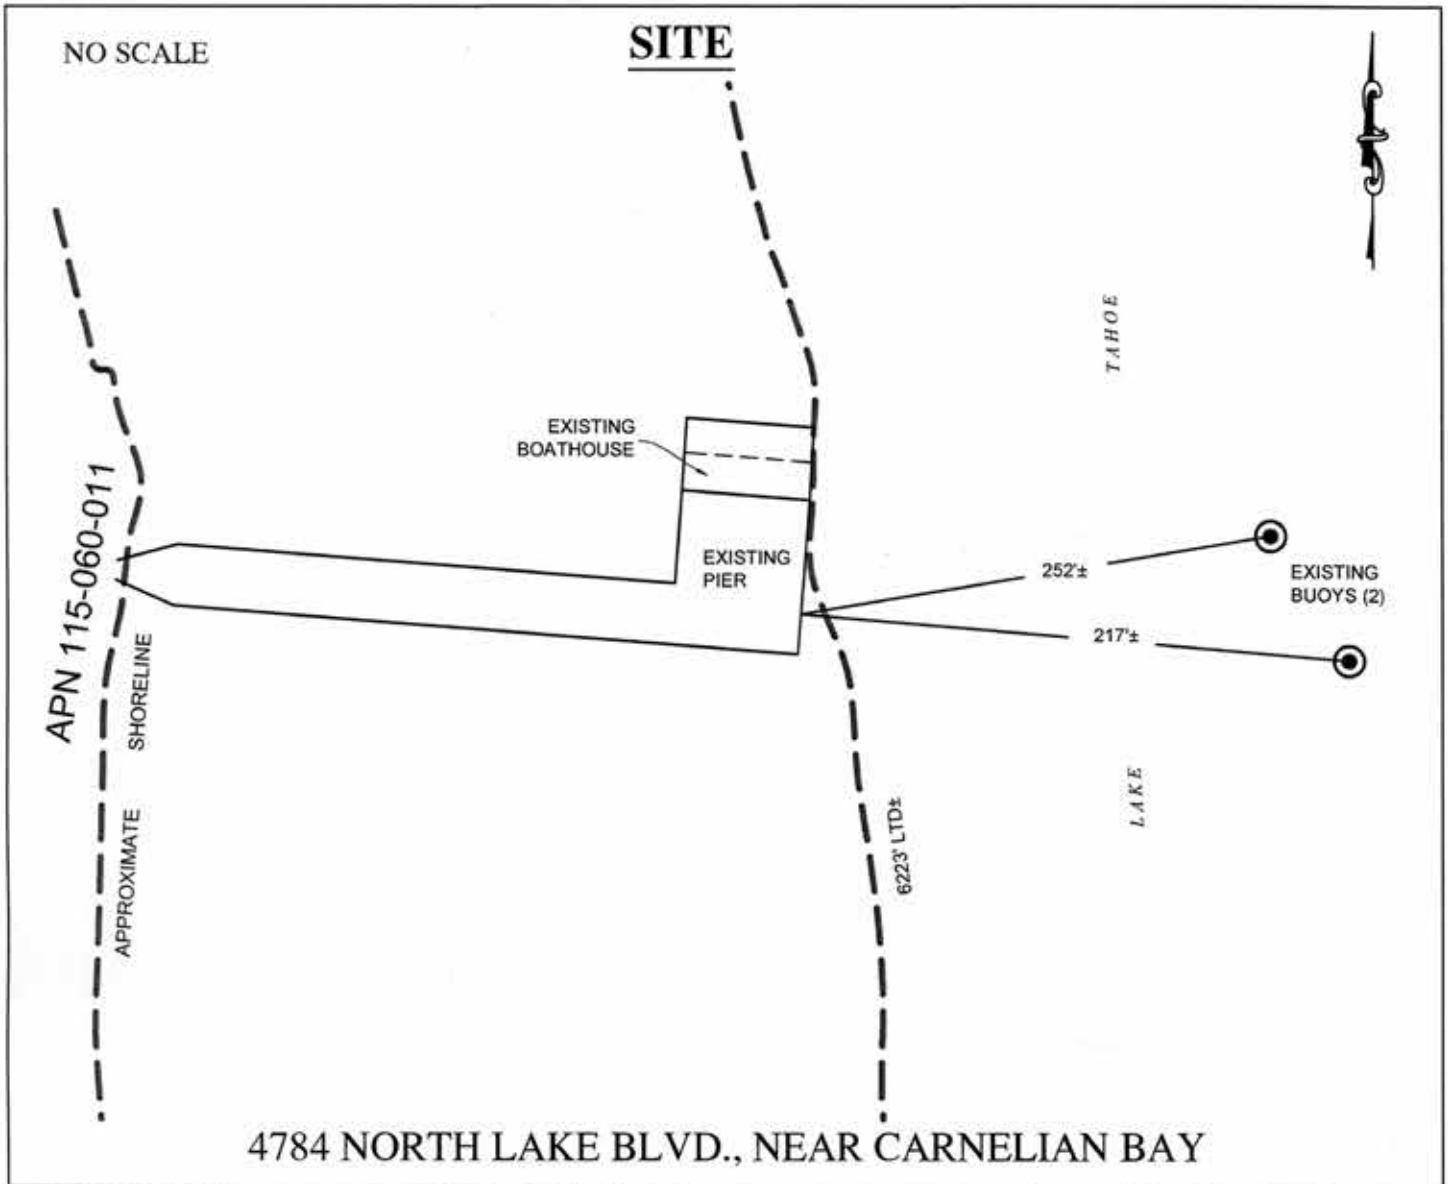 NO SCALE
SITE
TAHOE
EXISTING
BOATHOUSE
APN 115-060-011
EXISTING
PIER
252'±
EXISTING
BUOYS (2)
217'±
SHORELINE
LAKE
6223' LTD±
APPROXIMATE
4784 NORTH LAKE BLVD., NEAR CARNELIAN BAY